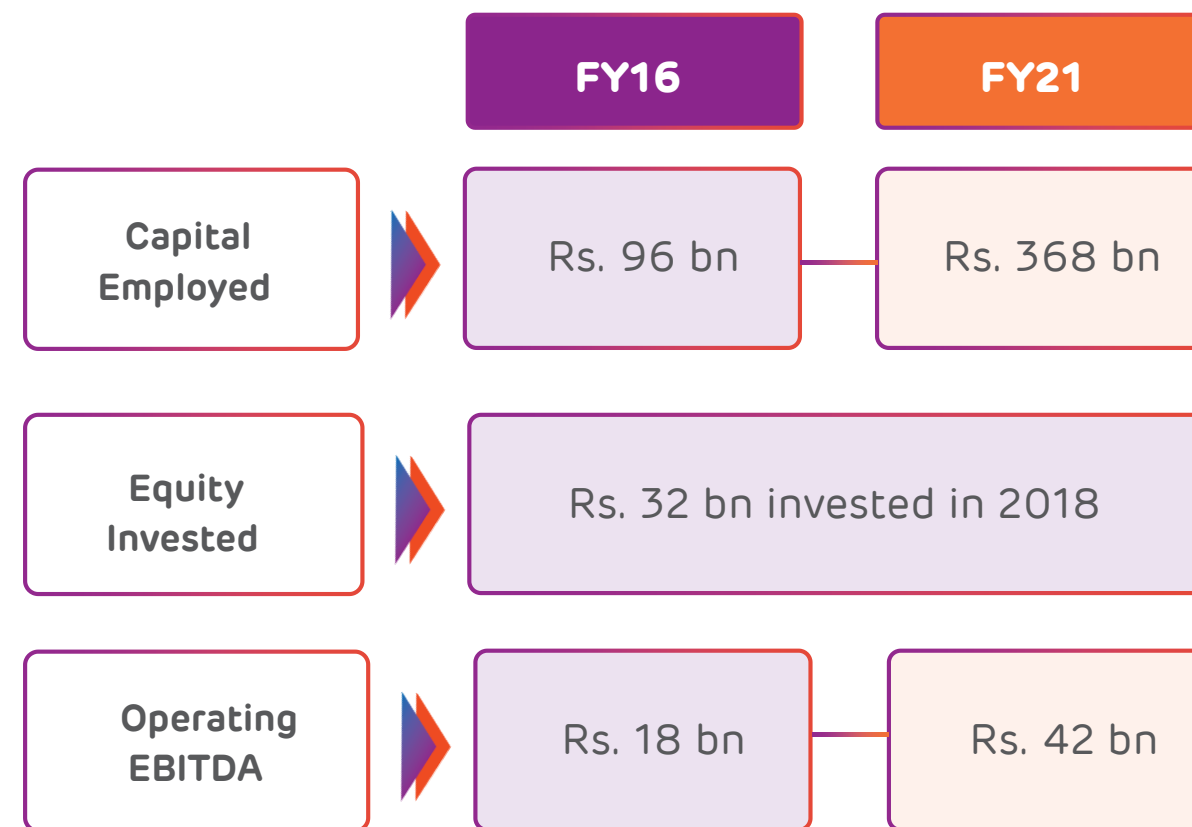 FY16 FY21
Capital
Employed
Rs. 96 bn Rs. 368 bn
Equity
Invested
Rs. 32 bn invested in 2018
Operating
EBITDA
Rs. 18 bn Rs. 42 bn